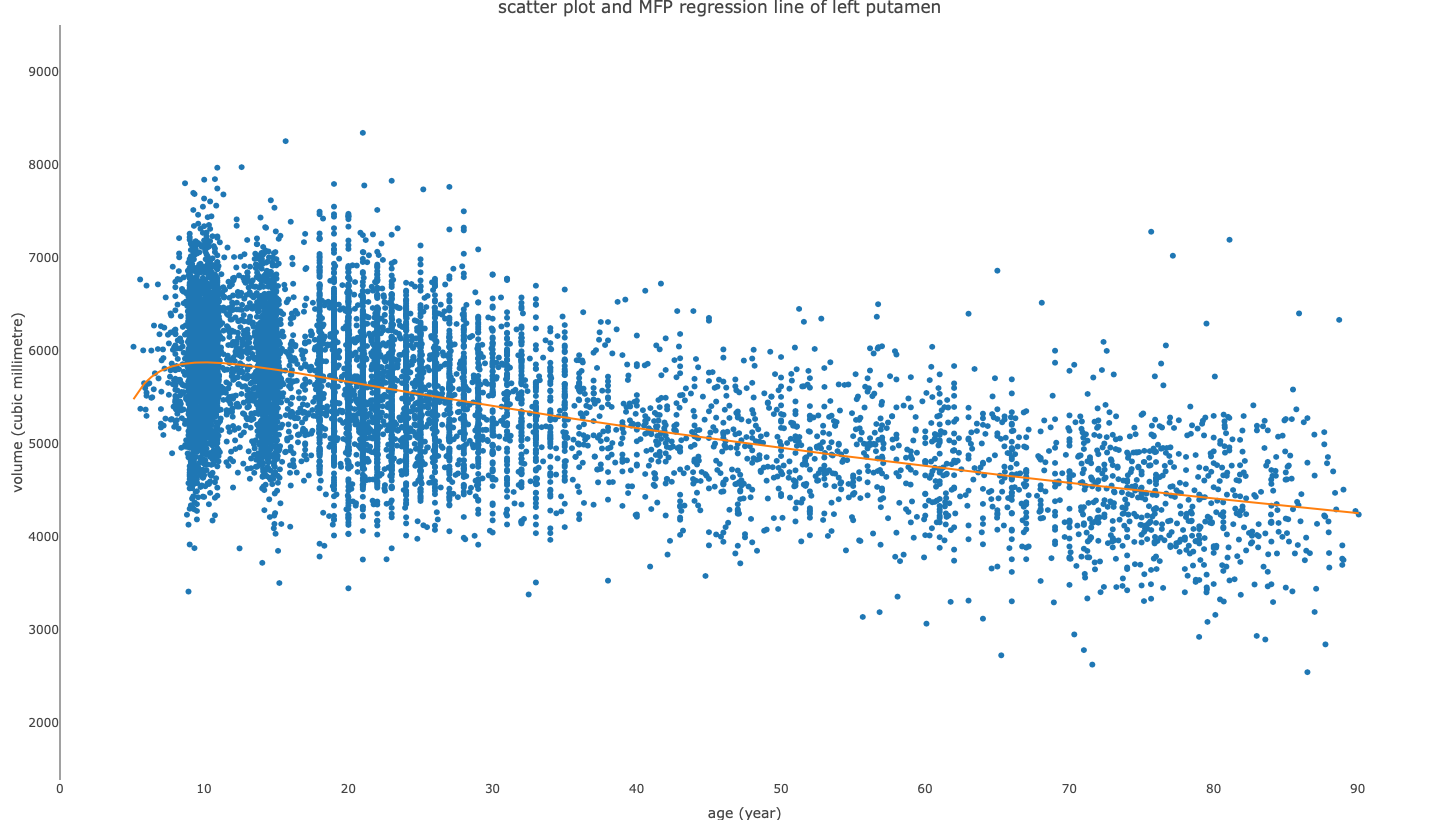 scatter plot and MFP regression line of left putamen
9000
8000
7000
6000
5000
4000
3000
2000
volume (cubic millimetre)
0 10 20 30 40 50 60 70 80 90
age (year)